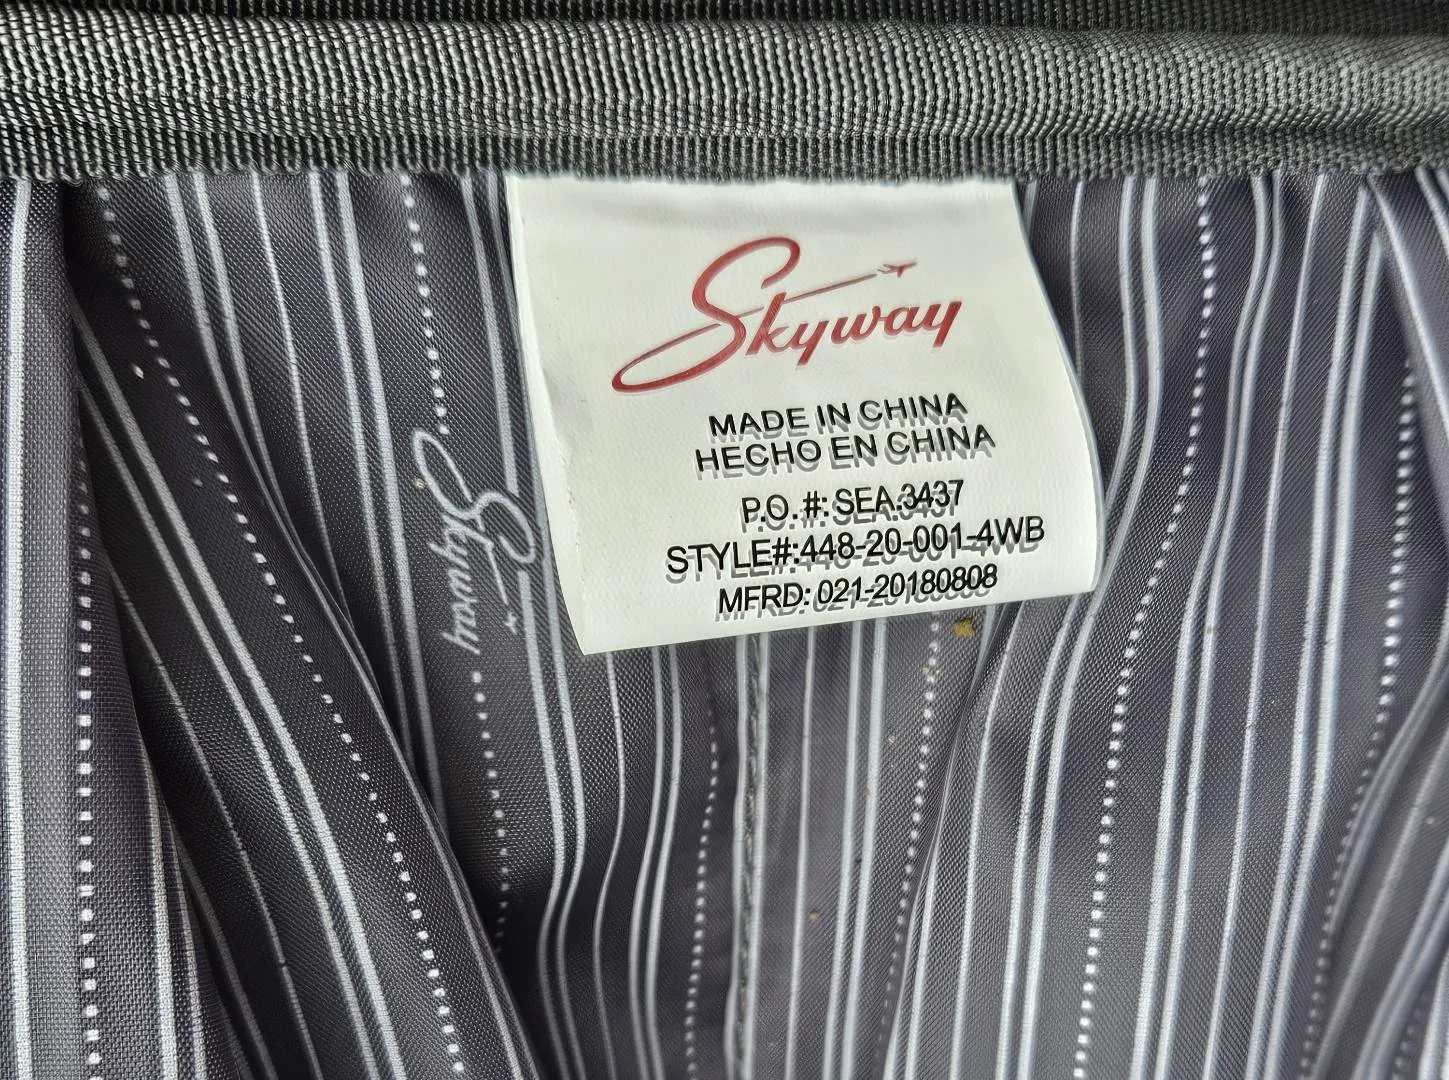 Skyway
MADE IN CHINA
HECHO EN CHINA
P.O. #: SEA.3437
STYLE#:448-20-001-4WB
MFRD: 021-20180808
Skyway